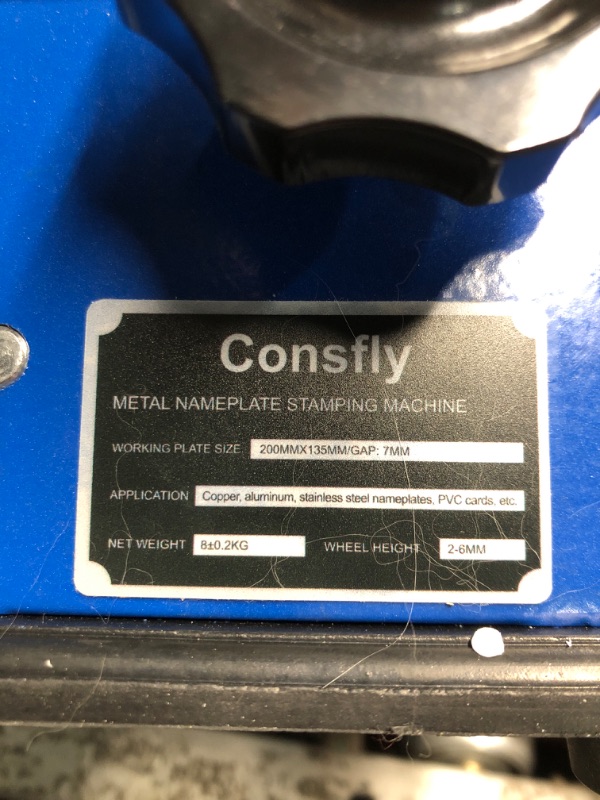 Consfly
METAL NAMEPLATE STAMPING MACHINE
WORKING PLATE SIZE 200MMX135MM/GAP: 7MM
APPLICATION Copper, aluminum, stainless steel nameplates, PVC cards, etc.
NET WEIGHT 8±0.2KG WHEEL HEIGHT 2-6MM